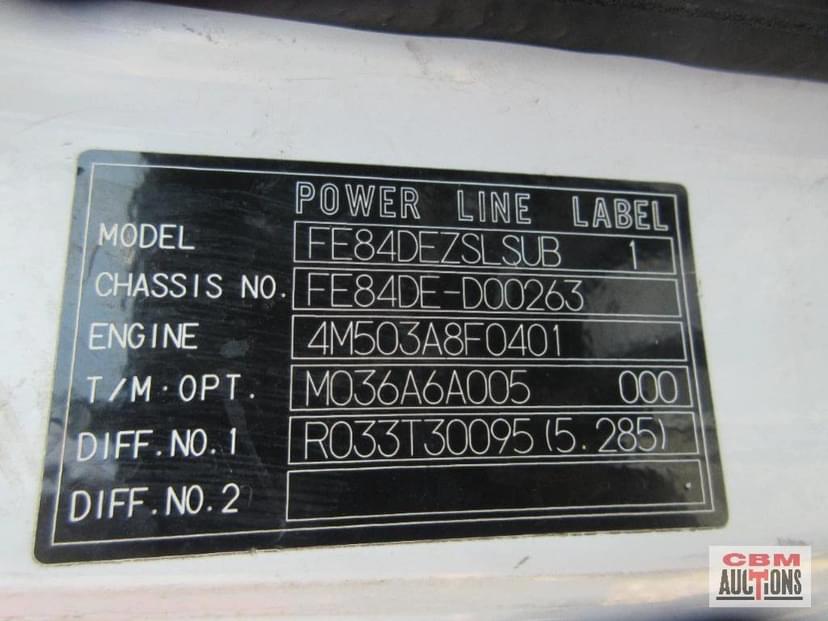 POWER LINE LABEL
MODEL FE84DEZSLSUB 1
CHASSIS NO. FE84DE-D00263
ENGINE 4M503A8F0401
T/M·OPT. M036A6A005 000
DIFF.NO.1 R033T30095(5.285)
DIFF.NO.2
CBM
AUCTIONS